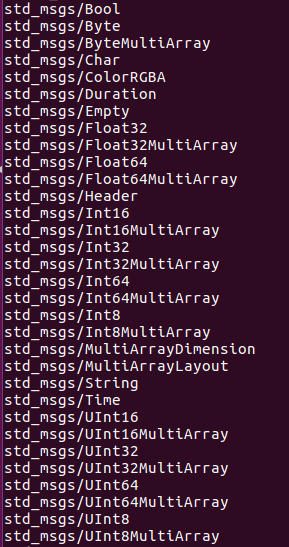 std_msgs/Bool
std_msgs/Byte
std_msgs/ByteMultiArray
std_msgs/Char
std_msgs/ColorRGBA
std_msgs/Duration
std_msgs/Empty
std_msgs/Float32
std_msgs/Float32MultiArray
std_msgs/Float64
std_msgs/Float64MultiArray
std_msgs/Header
std_msgs/Int16
std_msgs/Int16MultiArray
std_msgs/Int32
std_msgs/Int32MultiArray
std_msgs/Int64
std_msgs/Int64MultiArray
std_msgs/Int8
std_msgs/Int8MultiArray
std_msgs/MultiArrayDimension
std_msgs/MultiArrayLayout
std_msgs/String
std_msgs/Time
std_msgs/UInt16
std_msgs/UInt16MultiArray
std_msgs/UInt32
std_msgs/UInt32MultiArray
std_msgs/UInt64
std_msgs/UInt64MultiArray
std_msgs/UInt8
std_msgs/UInt8MultiArray